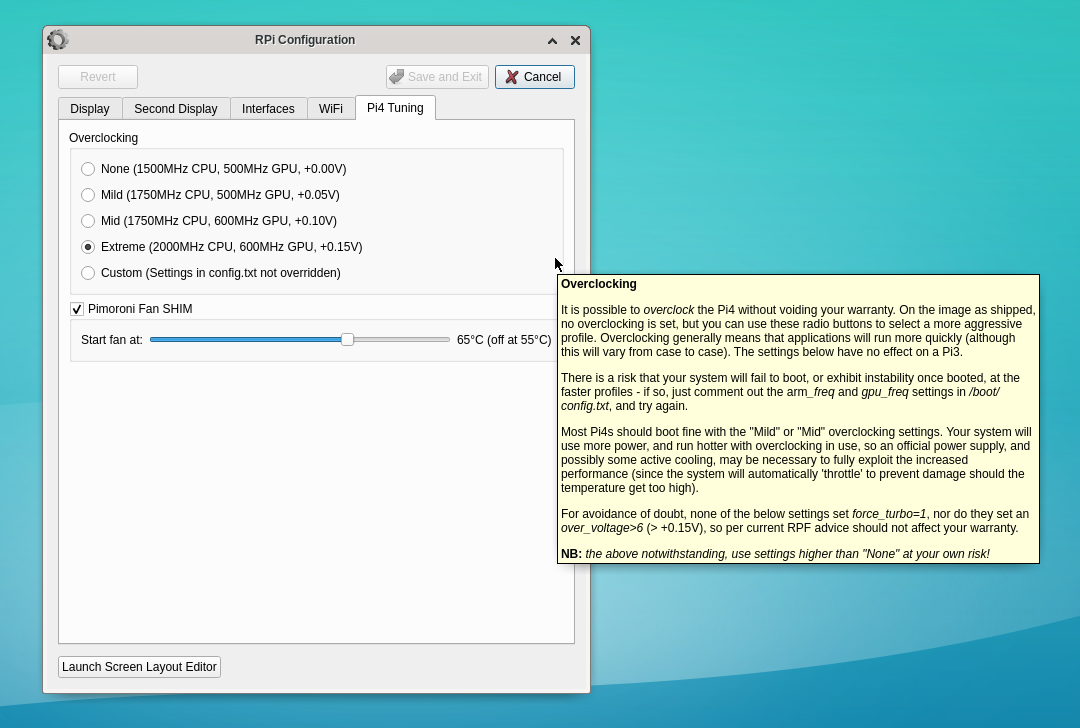 RPi Configuration
Revert
Save and Exit
Cancel
Display
Second Display
Interfaces
WiFi
Pi4 Tuning
Overclocking
None (1500MHz CPU, 500MHz GPU, +0.00V)
Mild (1750MHz CPU, 500MHz GPU, +0.05V)
Mid (1750MHz CPU, 600MHz GPU, +0.10V)
Extreme (2000MHz CPU, 600MHz GPU, +0.15V)
Custom (Settings in config.txt not overridden)
Pimoroni Fan SHIM
Start fan at:
65°C (off at 55°C)
Overclocking
It is possible to overclock the Pi4 without voiding your warranty. On the image as shipped,
no overclocking is set, but you can use these radio buttons to select a more aggressive
profile. Overclocking generally means that applications will run more quickly (although
this will vary from case to case). The settings below have no effect on a Pi3.
There is a risk that your system will fail to boot, or exhibit instability once booted, at the
faster profiles - if so, just comment out the arm_freq and gpu_freq settings in /boot/
config.txt, and try again.
Most Pi4s should boot fine with the "Mild" or "Mid" overclocking settings. Your system will
use more power, and run hotter with overclocking in use, so an official power supply, and
possibly some active cooling, may be necessary to fully exploit the increased
performance (since the system will automatically 'throttle' to prevent damage should the
temperature get too high).
For avoidance of doubt, none of the below settings set force_turbo=1, nor do they set an
over_voltage>6 (> +0.15V), so per current RPF advice should not affect your warranty.
NB: the above notwithstanding, use settings higher than "None" at your own risk!
Launch Screen Layout Editor